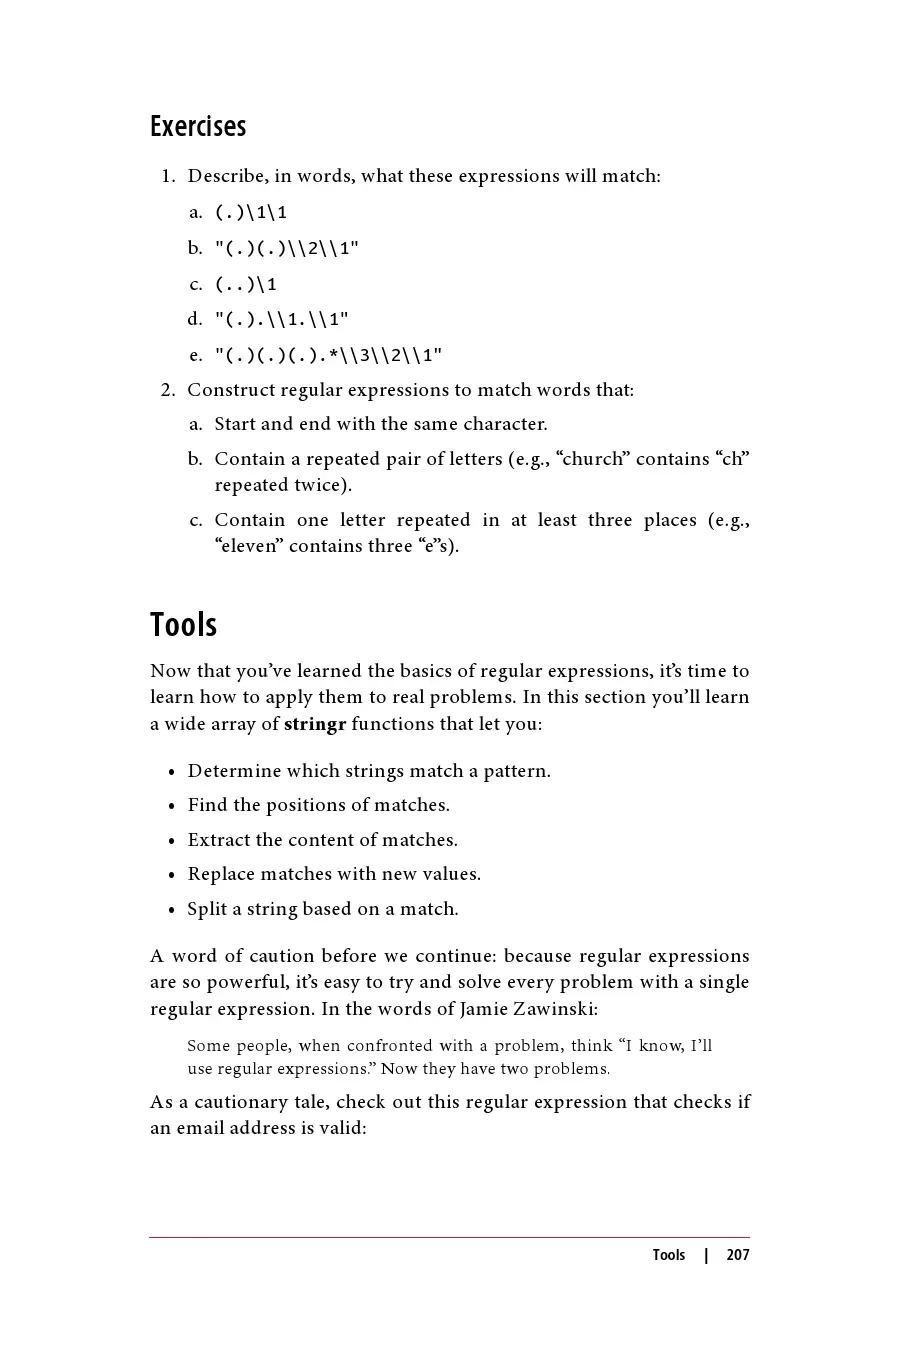 Exercises
1. Describe, in words, what these expressions will match:
a. (.)\1\1
b. "(.)(.)\\2\\1"
c. (..)\1
d. "(.).\\1.\\1"
e. "(.)(.)(.).*\\3\\2\\1"
2. Construct regular expressions to match words that:
a. Start and end with the same character.
b. Contain a repeated pair of letters (e.g., “church” contains “ch”
repeated twice).
c. Contain one letter repeated in at least three places (e.g.,
“eleven” contains three “e”s).
Tools
Now that you’ve learned the basics of regular expressions, it’s time to
learn how to apply them to real problems. In this section you’ll learn
a wide array of stringr functions that let you:
• Determine which strings match a pattern.
• Find the positions of matches.
• Extract the content of matches.
• Replace matches with new values.
• Split a string based on a match.
A word of caution before we continue: because regular expressions
are so powerful, it’s easy to try and solve every problem with a single
regular expression. In the words of Jamie Zawinski:
Some people, when confronted with a problem, think “I know, I’ll
use regular expressions.” Now they have two problems.
As a cautionary tale, check out this regular expression that checks if
an email address is valid:
Tools | 207